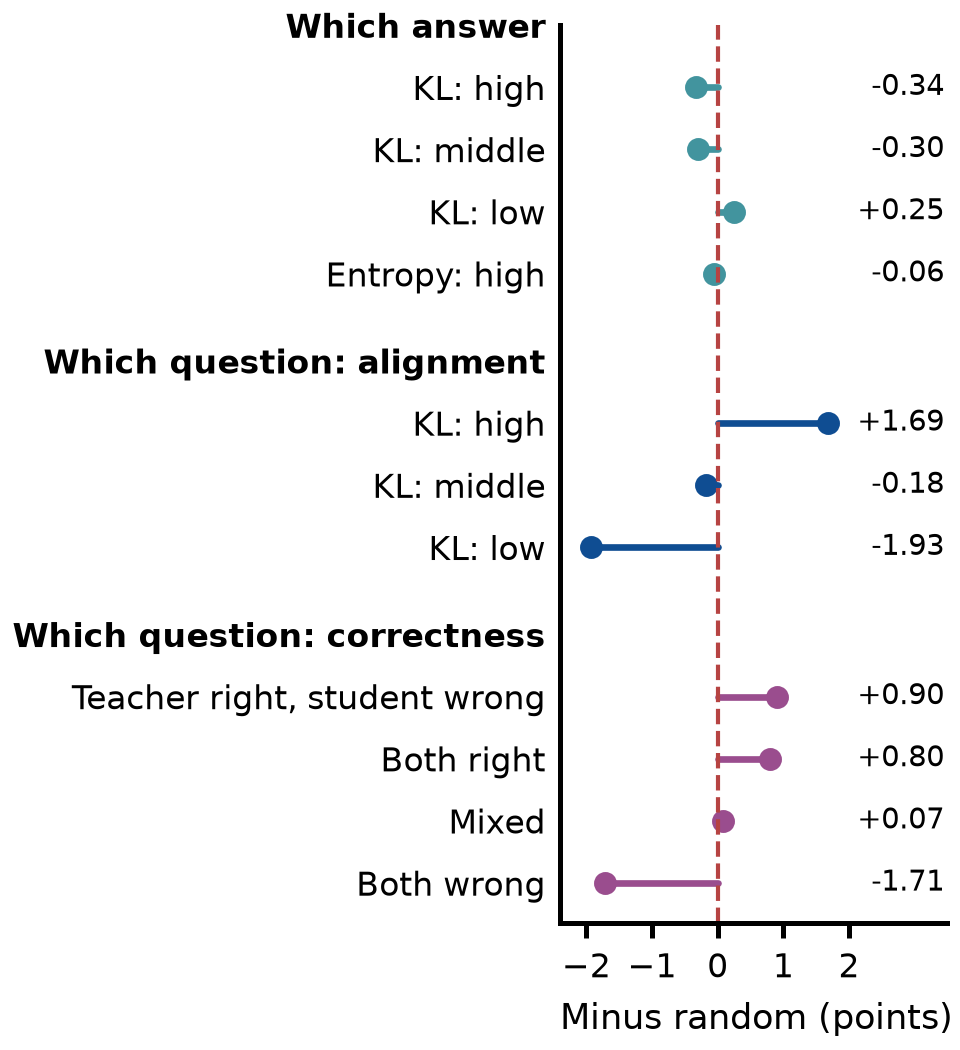 Which answer
KL: high -0.34
KL: middle -0.30
KL: low +0.25
Entropy: high -0.06
Which question: alignment
KL: high +1.69
KL: middle -0.18
KL: low -1.93
Which question: correctness
Teacher right, student wrong +0.90
Both right +0.80
Mixed +0.07
Both wrong -1.71
−2 −1 0 1 2
Minus random (points)